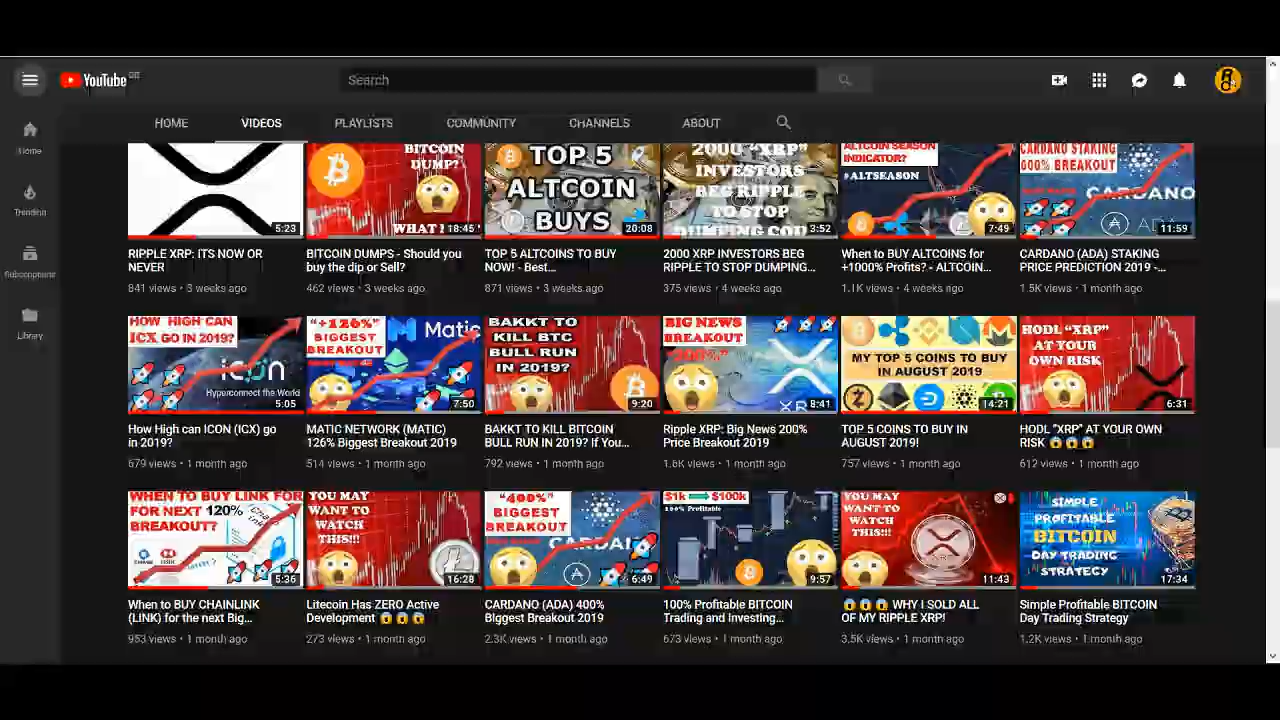 YouTube
Search
HOME VIDEOS PLAYLISTS COMMUNITY CHANNELS ABOUT
Home
Trending
Subscriptions
Library
5:23
BITCOIN
DUMP?
18:45
TOP 5
ALTCOIN
BUYS
20:08
2000 "XRP"
INVESTORS
BEG RIPPLE
TO STOP
3:52
ALTCOIN SEASON
INDICATOR?
#ALTSEASON
7:49
CARDANO STAKING
600% BREAKOUT
CARDANO
ADA
11:59
RIPPLE XRP: ITS NOW OR
NEVER
841 views • 3 weeks ago
BITCOIN DUMPS - Should you
buy the dip or Sell?
462 views • 3 weeks ago
TOP 5 ALTCOINS TO BUY
NOW! - Best...
871 views • 3 weeks ago
2000 XRP INVESTORS BEG
RIPPLE TO STOP DUMPING...
375 views • 4 weeks ago
When to BUY ALTCOINS for
+1000% Profits? - ALTCOIN...
1.1K views • 4 weeks ago
CARDANO (ADA) STAKING
PRICE PREDICTION 2019 -...
1.5K views • 1 month ago
HOW HIGH CAN
ICX GO IN 2019?
icon
Hyperconnect the World
5:05
"+126%"
BIGGEST
BREAKOUT
Matic
7:50
BAKKT TO
KILL BTC
BULL RUN
IN 2019?
9:20
BIG NEWS
BREAKOUT
"200%"
XR
8:41
MY TOP 5 COINS TO BUY
IN AUGUST 2019
14:21
HODL "XRP"
AT YOUR
OWN RISK
6:31
How High can ICON (ICX) go
in 2019?
679 views • 1 month ago
MATIC NETWORK (MATIC)
126% Biggest Breakout 2019
514 views • 1 month ago
BAKKT TO KILL BITCOIN
BULL RUN IN 2019? If You...
792 views • 1 month ago
Ripple XRP: Big News 200%
Price Breakout 2019
1.6K views • 1 month ago
TOP 5 COINS TO BUY IN
AUGUST 2019!
757 views • 1 month ago
HODL "XRP" AT YOUR OWN
RISK 😱😱😱
612 views • 1 month ago
WHEN TO BUY LINK FOR
FOR NEXT 120%
BREAKOUT?
5:36
YOU MAY
WANT TO
WATCH
THIS!!!
16:28
"400%"
BIGGEST
BREAKOUT
CARDAN
6:49
$1k $100k
100% Profitable
9:57
YOU MAY
WANT TO
WATCH
THIS!!!
11:43
SIMPLE
PROFITABLE
BITCOIN
DAY TRADING
STRATEGY
17:34
When to BUY CHAINLINK
(LINK) for the next Big...
953 views • 1 month ago
Litecoin Has ZERO Active
Development 😱😱😱
273 views • 1 month ago
CARDANO (ADA) 400%
Biggest Breakout 2019
2.3K views • 1 month ago
100% Profitable BITCOIN
Trading and Investing...
673 views • 1 month ago
😱😱😱 WHY I SOLD ALL
OF MY RIPPLE XRP!
3.5K views • 1 month ago
Simple Profitable BITCOIN
Day Trading Strategy
1.2K views • 1 month ago